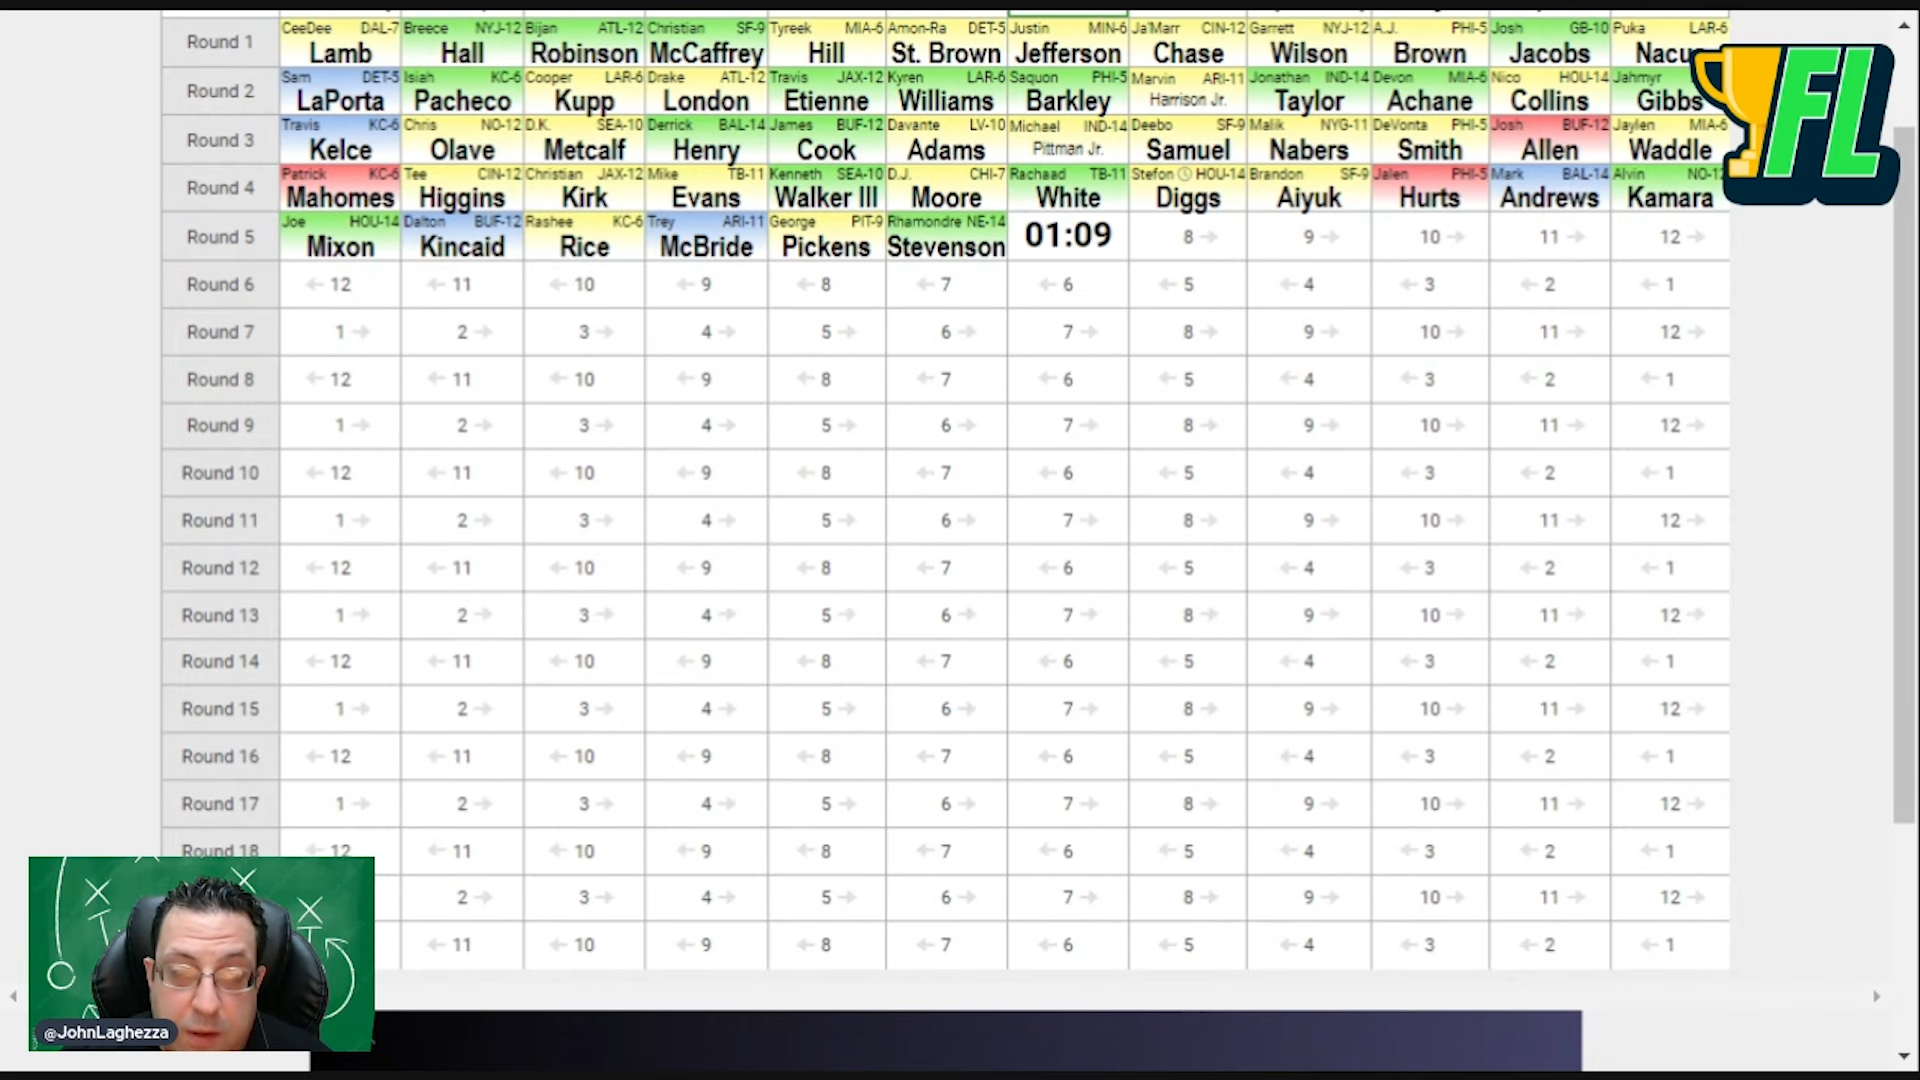 Round 1
CeeDee DAL-7 Lamb
Breece NYJ-12 Hall
Bijan ATL-12 Robinson
Christian SF-9 McCaffrey
Tyreek MIA-6 Hill
Amon-Ra DET-5 St. Brown
Justin MIN-6 Jefferson
Ja'Marr CIN-12 Chase
Garrett NYJ-12 Wilson
A.J. PHI-5 Brown
Josh GB-10 Jacobs
Puka LAR-6 Nacu
Round 2
Sam DET-5 LaPorta
Isiah KC-6 Pacheco
Cooper LAR-6 Kupp
Drake ATL-12 London
Travis JAX-12 Etienne
Kyren LAR-6 Williams
Saquon PHI-5 Barkley
Marvin ARI-11 Harrison Jr.
Jonathan IND-14 Taylor
Devon MIA-6 Achane
Nico HOU-14 Collins
Jahmyr Gibbs
Round 3
Travis KC-6 Kelce
Chris NO-12 Olave
D.K. SEA-10 Metcalf
Derrick BAL-14 Henry
James BUF-12 Cook
Davante LV-10 Adams
Michael IND-14 Pittman Jr.
Deebo SF-9 Samuel
Malik NYG-11 Nabers
DeVonta PHI-5 Smith
Josh BUF-12 Allen
Jaylen MIA-6 Waddle
Round 4
Patrick KC-6 Mahomes
Tee CIN-12 Higgins
Christian JAX-12 Kirk
Mike TB-11 Evans
Kenneth SEA-10 Walker III
D.J. CHI-7 Moore
Rachaad TB-11 White
Stefon HOU-14 Diggs
Brandon SF-9 Aiyuk
Jalen PHI-5 Hurts
Mark BAL-14 Andrews
Alvin NO-12 Kamara
Round 5
Joe HOU-14 Mixon
Dalton BUF-12 Kincaid
Rashee KC-6 Rice
Trey ARI-11 McBride
George PIT-9 Pickens
Rhamondre NE-14 Stevenson
01:09
8 → 9 → 10 → 11 → 12 →
Round 6 ← 12 ← 11 ← 10 ← 9 ← 8 ← 7 ← 6 ← 5 ← 4 ← 3 ← 2 ← 1
Round 7 1 → 2 → 3 → 4 → 5 → 6 → 7 → 8 → 9 → 10 → 11 → 12 →
Round 8 ← 12 ← 11 ← 10 ← 9 ← 8 ← 7 ← 6 ← 5 ← 4 ← 3 ← 2 ← 1
Round 9 1 → 2 → 3 → 4 → 5 → 6 → 7 → 8 → 9 → 10 → 11 → 12 →
Round 10 ← 12 ← 11 ← 10 ← 9 ← 8 ← 7 ← 6 ← 5 ← 4 ← 3 ← 2 ← 1
Round 11 1 → 2 → 3 → 4 → 5 → 6 → 7 → 8 → 9 → 10 → 11 → 12 →
Round 12 ← 12 ← 11 ← 10 ← 9 ← 8 ← 7 ← 6 ← 5 ← 4 ← 3 ← 2 ← 1
Round 13 1 → 2 → 3 → 4 → 5 → 6 → 7 → 8 → 9 → 10 → 11 → 12 →
Round 14 ← 12 ← 11 ← 10 ← 9 ← 8 ← 7 ← 6 ← 5 ← 4 ← 3 ← 2 ← 1
Round 15 1 → 2 → 3 → 4 → 5 → 6 → 7 → 8 → 9 → 10 → 11 → 12 →
Round 16 ← 12 ← 11 ← 10 ← 9 ← 8 ← 7 ← 6 ← 5 ← 4 ← 3 ← 2 ← 1
Round 17 1 → 2 → 3 → 4 → 5 → 6 → 7 → 8 → 9 → 10 → 11 → 12 →
Round 18 ← 12 ← 11 ← 10 ← 9 ← 8 ← 7 ← 6 ← 5 ← 4 ← 3 ← 2 ← 1
2 → 3 → 4 → 5 → 6 → 7 → 8 → 9 → 10 → 11 → 12 →
← 11 ← 10 ← 9 ← 8 ← 7 ← 6 ← 5 ← 4 ← 3 ← 2 ← 1
FL
@JohnLaghezza